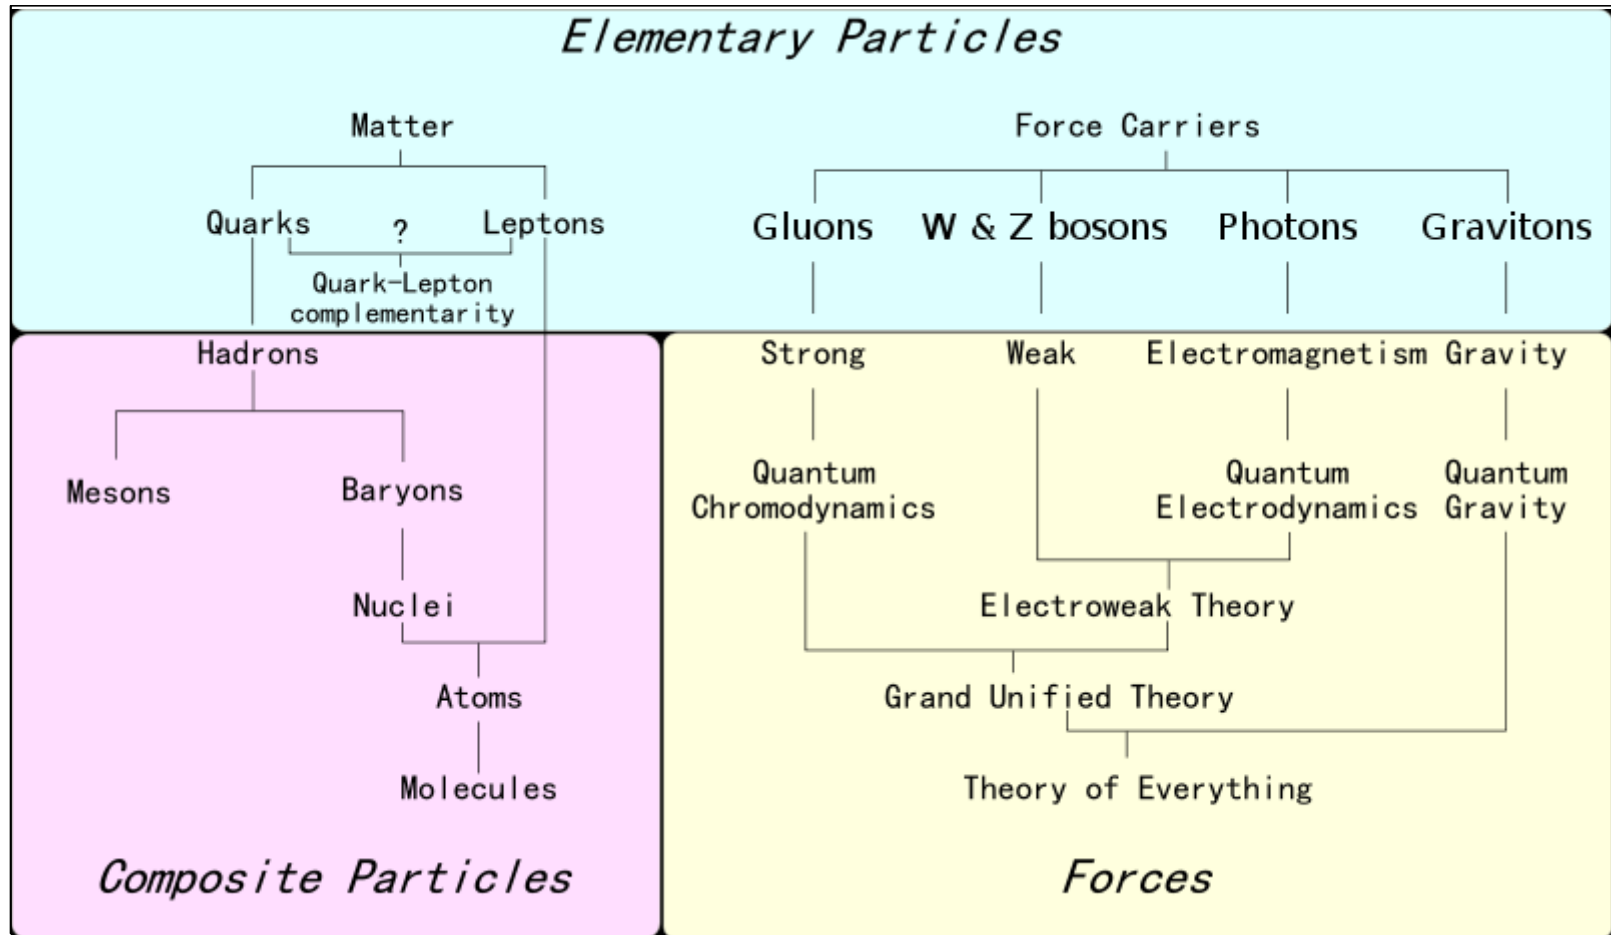 Elementary Particles
Matter
Force Carriers
Quarks
?
Leptons
Gluons
W & Z bosons
Photons
Gravitons
Quark-Lepton
complementarity
Hadrons
Strong
Weak
Electromagnetism
Gravity
Mesons
Baryons
Quantum
Chromodynamics
Quantum
Electrodynamics
Quantum
Gravity
Nuclei
Electroweak Theory
Atoms
Grand Unified Theory
Molecules
Theory of Everything
Composite Particles
Forces